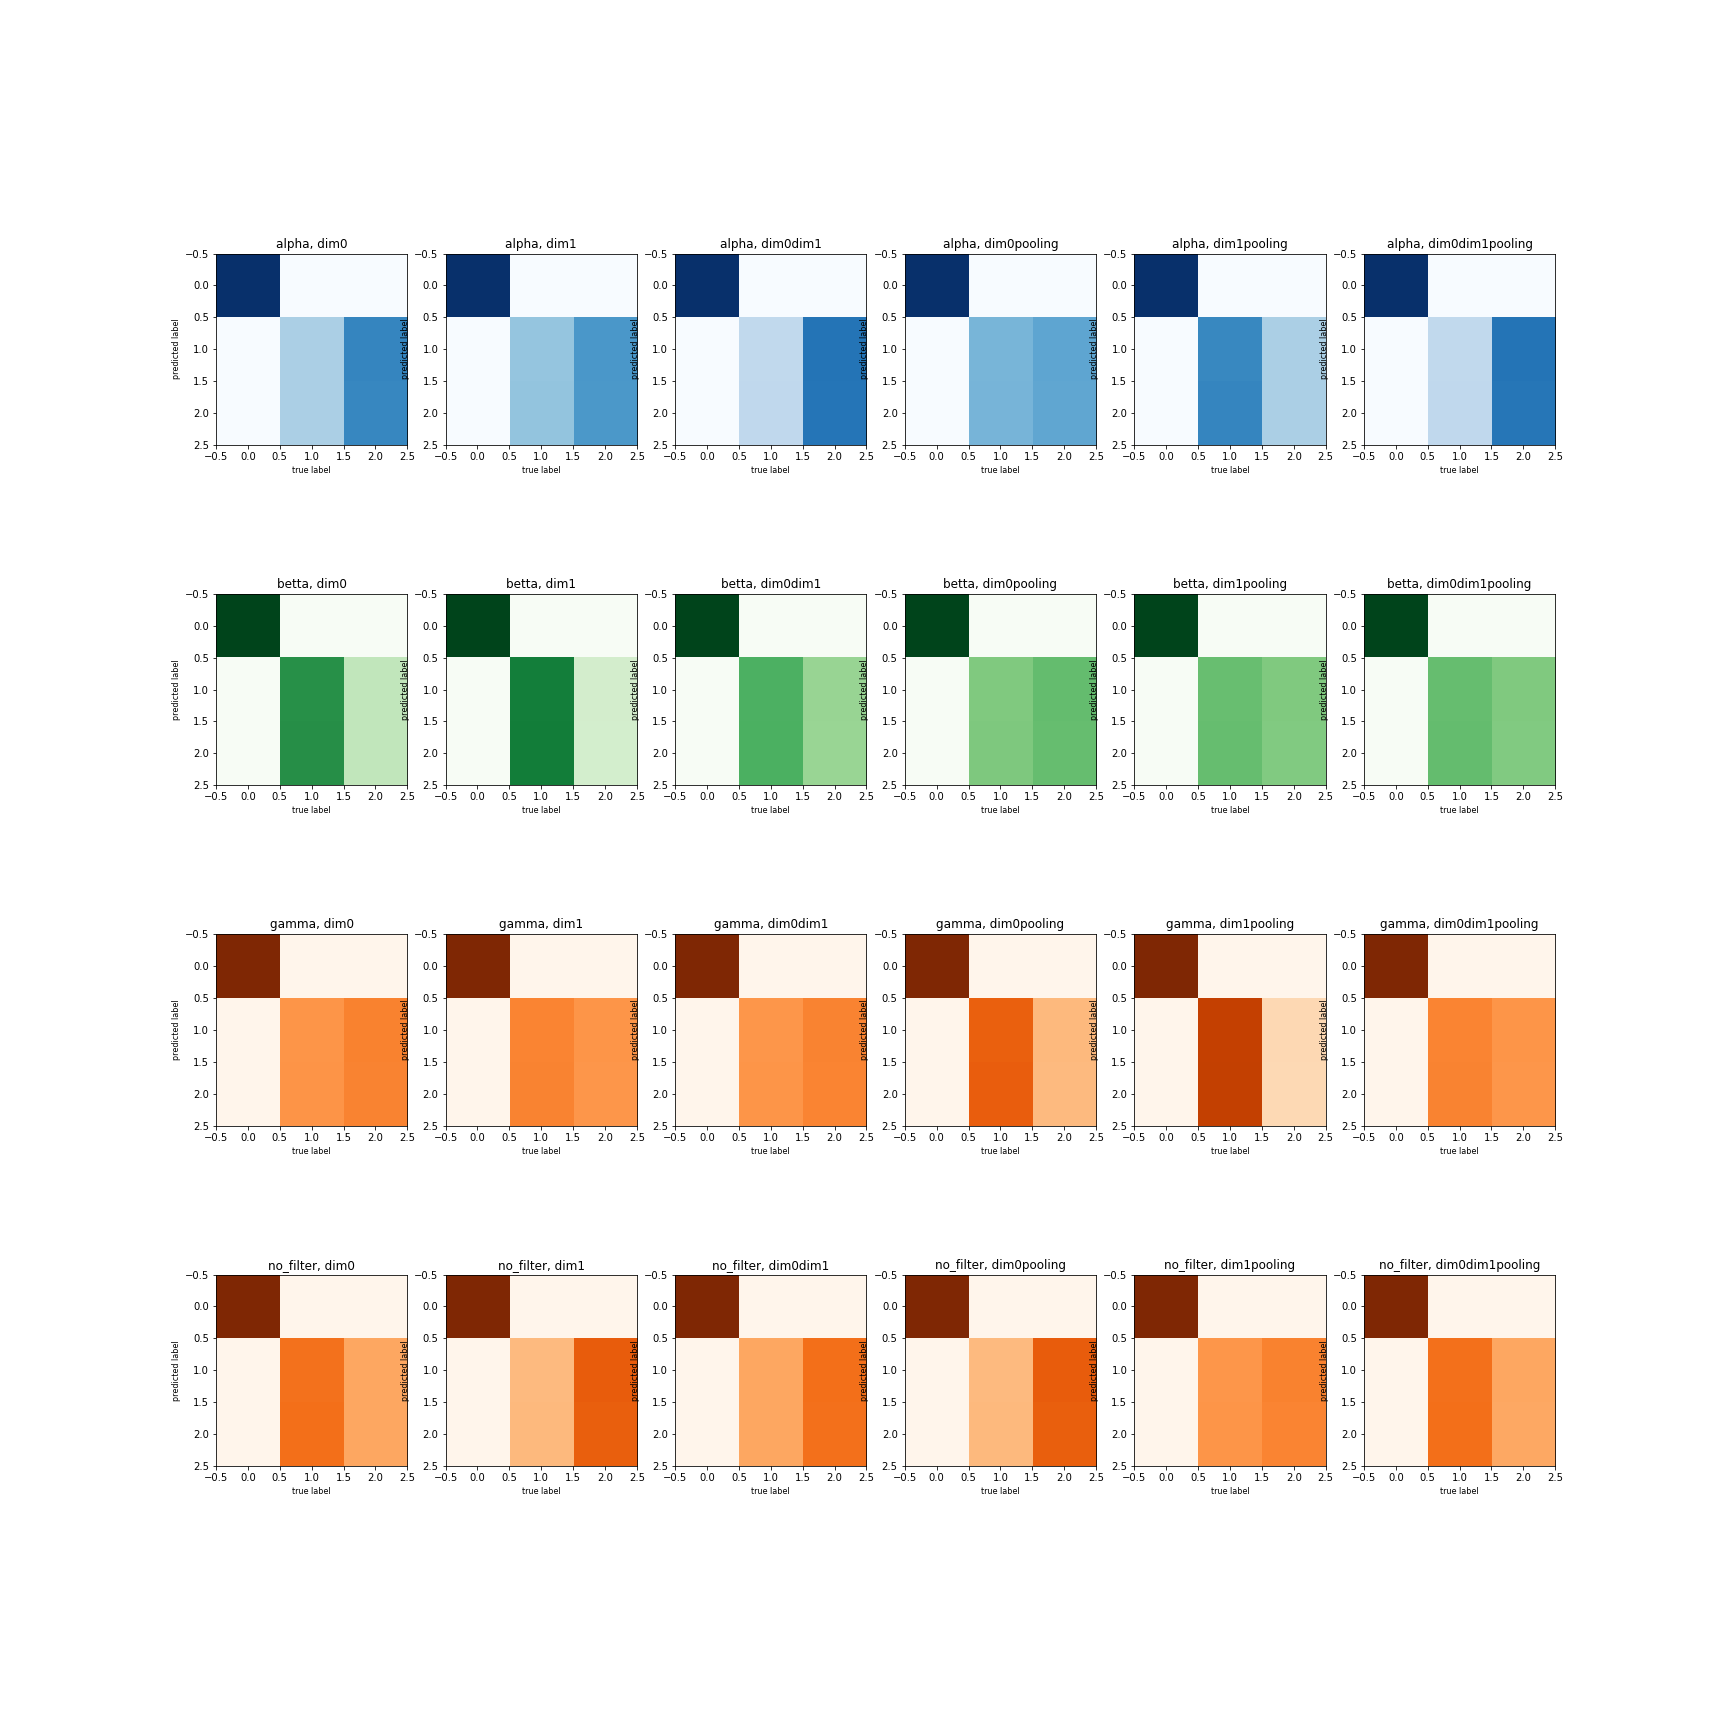 alpha, dim0 alpha, dim1 alpha, dim0dim1 alpha, dim0pooling alpha, dim1pooling alpha, dim0dim1pooling
−0.5 −0.5 −0.5 −0.5 −0.5 −0.5
0.0 0.0 0.0 0.0 0.0 0.0
0.5 0.5 0.5 0.5 0.5 0.5
predicted label predicted label predicted label predicted label predicted label predicted label
1.0 1.0 1.0 1.0 1.0 1.0
1.5 1.5 1.5 1.5 1.5 1.5
2.0 2.0 2.0 2.0 2.0 2.0
2.5 2.5 2.5 2.5 2.5 2.5
−0.5 0.0 0.5 1.0 1.5 2.0 2.5 −0.5 0.0 0.5 1.0 1.5 2.0 2.5 −0.5 0.0 0.5 1.0 1.5 2.0 2.5 −0.5 0.0 0.5 1.0 1.5 2.0 2.5 −0.5 0.0 0.5 1.0 1.5 2.0 2.5 −0.5 0.0 0.5 1.0 1.5 2.0 2.5
true label true label true label true label true label true label
betta, dim0 betta, dim1 betta, dim0dim1 betta, dim0pooling betta, dim1pooling betta, dim0dim1pooling
−0.5 −0.5 −0.5 −0.5 −0.5 −0.5
0.0 0.0 0.0 0.0 0.0 0.0
0.5 0.5 0.5 0.5 0.5 0.5
predicted label predicted label predicted label predicted label predicted label predicted label
1.0 1.0 1.0 1.0 1.0 1.0
1.5 1.5 1.5 1.5 1.5 1.5
2.0 2.0 2.0 2.0 2.0 2.0
2.5 2.5 2.5 2.5 2.5 2.5
−0.5 0.0 0.5 1.0 1.5 2.0 2.5 −0.5 0.0 0.5 1.0 1.5 2.0 2.5 −0.5 0.0 0.5 1.0 1.5 2.0 2.5 −0.5 0.0 0.5 1.0 1.5 2.0 2.5 −0.5 0.0 0.5 1.0 1.5 2.0 2.5 −0.5 0.0 0.5 1.0 1.5 2.0 2.5
true label true label true label true label true label true label
gamma, dim0 gamma, dim1 gamma, dim0dim1 gamma, dim0pooling gamma, dim1pooling gamma, dim0dim1pooling
−0.5 −0.5 −0.5 −0.5 −0.5 −0.5
0.0 0.0 0.0 0.0 0.0 0.0
0.5 0.5 0.5 0.5 0.5 0.5
predicted label predicted label predicted label predicted label predicted label predicted label
1.0 1.0 1.0 1.0 1.0 1.0
1.5 1.5 1.5 1.5 1.5 1.5
2.0 2.0 2.0 2.0 2.0 2.0
2.5 2.5 2.5 2.5 2.5 2.5
−0.5 0.0 0.5 1.0 1.5 2.0 2.5 −0.5 0.0 0.5 1.0 1.5 2.0 2.5 −0.5 0.0 0.5 1.0 1.5 2.0 2.5 −0.5 0.0 0.5 1.0 1.5 2.0 2.5 −0.5 0.0 0.5 1.0 1.5 2.0 2.5 −0.5 0.0 0.5 1.0 1.5 2.0 2.5
true label true label true label true label true label true label
no_filter, dim0 no_filter, dim1 no_filter, dim0dim1 no_filter, dim0pooling no_filter, dim1pooling no_filter, dim0dim1pooling
−0.5 −0.5 −0.5 −0.5 −0.5 −0.5
0.0 0.0 0.0 0.0 0.0 0.0
0.5 0.5 0.5 0.5 0.5 0.5
predicted label predicted label predicted label predicted label predicted label predicted label
1.0 1.0 1.0 1.0 1.0 1.0
1.5 1.5 1.5 1.5 1.5 1.5
2.0 2.0 2.0 2.0 2.0 2.0
2.5 2.5 2.5 2.5 2.5 2.5
−0.5 0.0 0.5 1.0 1.5 2.0 2.5 −0.5 0.0 0.5 1.0 1.5 2.0 2.5 −0.5 0.0 0.5 1.0 1.5 2.0 2.5 −0.5 0.0 0.5 1.0 1.5 2.0 2.5 −0.5 0.0 0.5 1.0 1.5 2.0 2.5 −0.5 0.0 0.5 1.0 1.5 2.0 2.5
true label true label true label true label true label true label